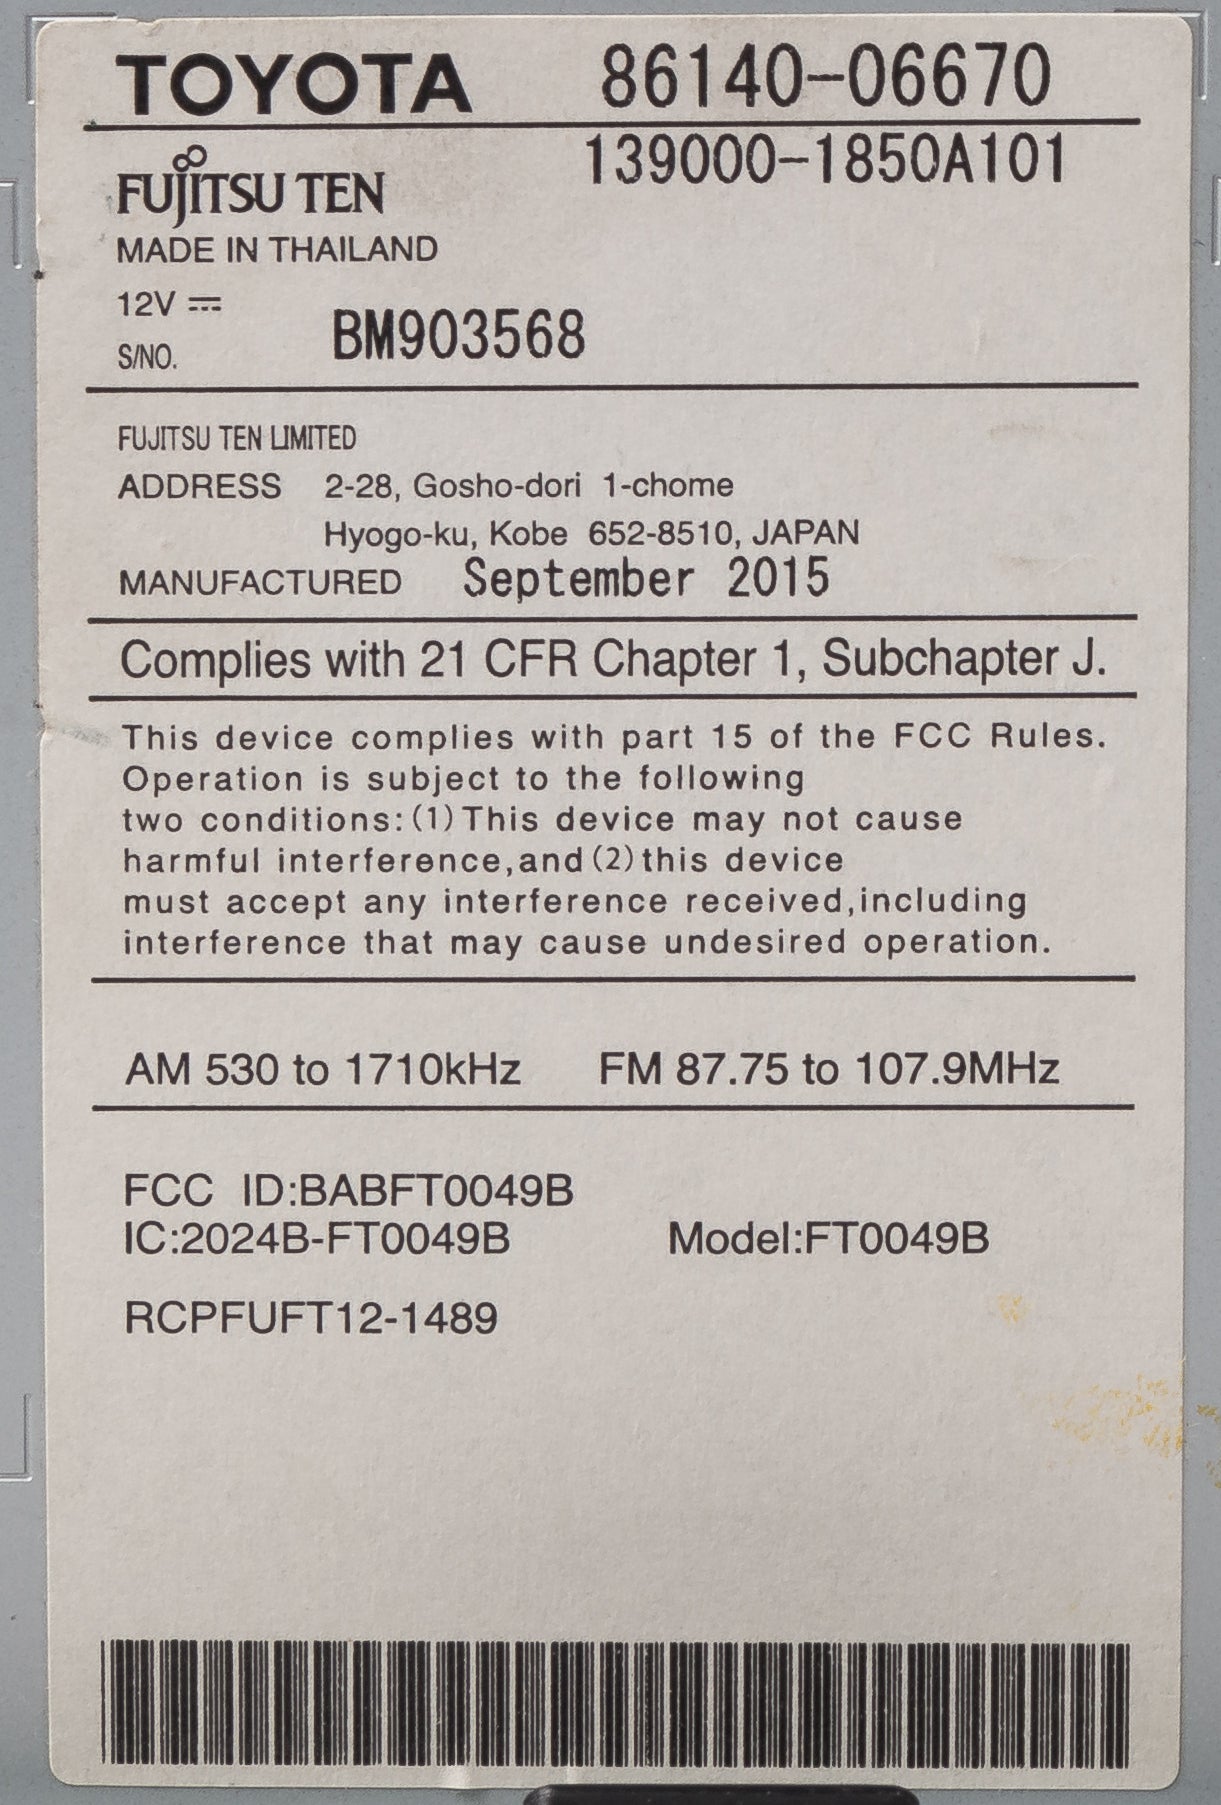 TOYOTA 86140-06670
139000-1850A101
FUJITSU TEN
MADE IN THAILAND
12V
S/NO. BM903568
FUJITSU TEN LIMITED
ADDRESS 2-28, Gosho-dori 1-chome
Hyogo-ku, Kobe 652-8510, JAPAN
MANUFACTURED September 2015
Complies with 21 CFR Chapter 1, Subchapter J.
This device complies with part 15 of the FCC Rules.
Operation is subject to the following
two conditions:(1)This device may not cause
harmful interference,and(2)this device
must accept any interference received,including
interference that may cause undesired operation.
AM 530 to 1710kHz FM 87.75 to 107.9MHz
FCC ID:BABFT0049B
IC:2024B-FT0049B Model:FT0049B
RCPFUFT12-1489